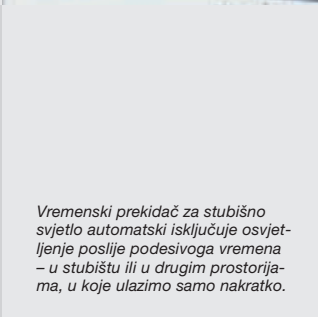 Vremenski prekidač za stubišno
svjetlo automatski isključuje osvjet-
ljenje poslije podesivoga vremena
– u stubištu ili u drugim prostorija-
ma, u koje ulazimo samo nakratko.